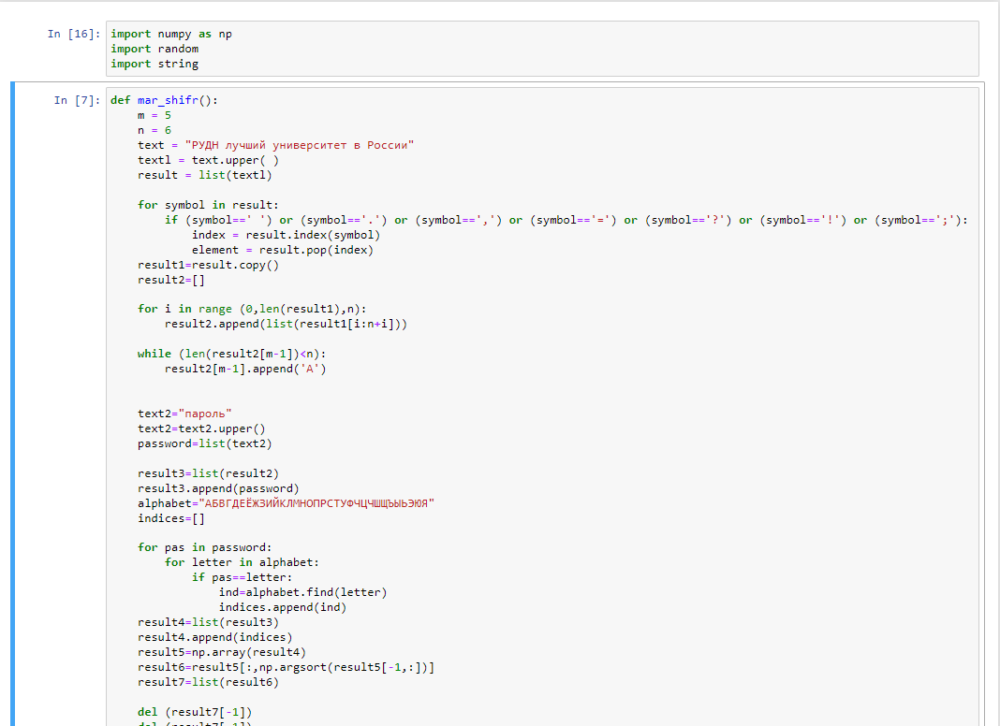 In [16]: import numpy as np
import random
import string
In [7]: def mar_shifr():
m = 5
n = 6
text = "РУДН лучший университет в России"
textl = text.upper( )
result = list(textl)
for symbol in result:
if (symbol==' ') or (symbol=='.') or (symbol==',') or (symbol=='=') or (symbol=='?') or (symbol=='!') or (symbol==';'):
index = result.index(symbol)
element = result.pop(index)
result1=result.copy()
result2=[]
for i in range (0,len(result1),n):
result2.append(list(result1[i:n+i]))
while (len(result2[m-1])<n):
result2[m-1].append('A')
text2="пароль"
text2=text2.upper()
password=list(text2)
result3=list(result2)
result3.append(password)
alphabet="АБВГДЕЁЖЗИЙКЛМНОПРСТУФЧЦЧШЩЪЫЬЭЮЯ"
indices=[]
for pas in password:
for letter in alphabet:
if pas==letter:
ind=alphabet.find(letter)
indices.append(ind)
result4=list(result3)
result4.append(indices)
result5=np.array(result4)
result6=result5[:,np.argsort(result5[-1,:])]
result7=list(result6)
del (result7[-1])
del (result7[-1])